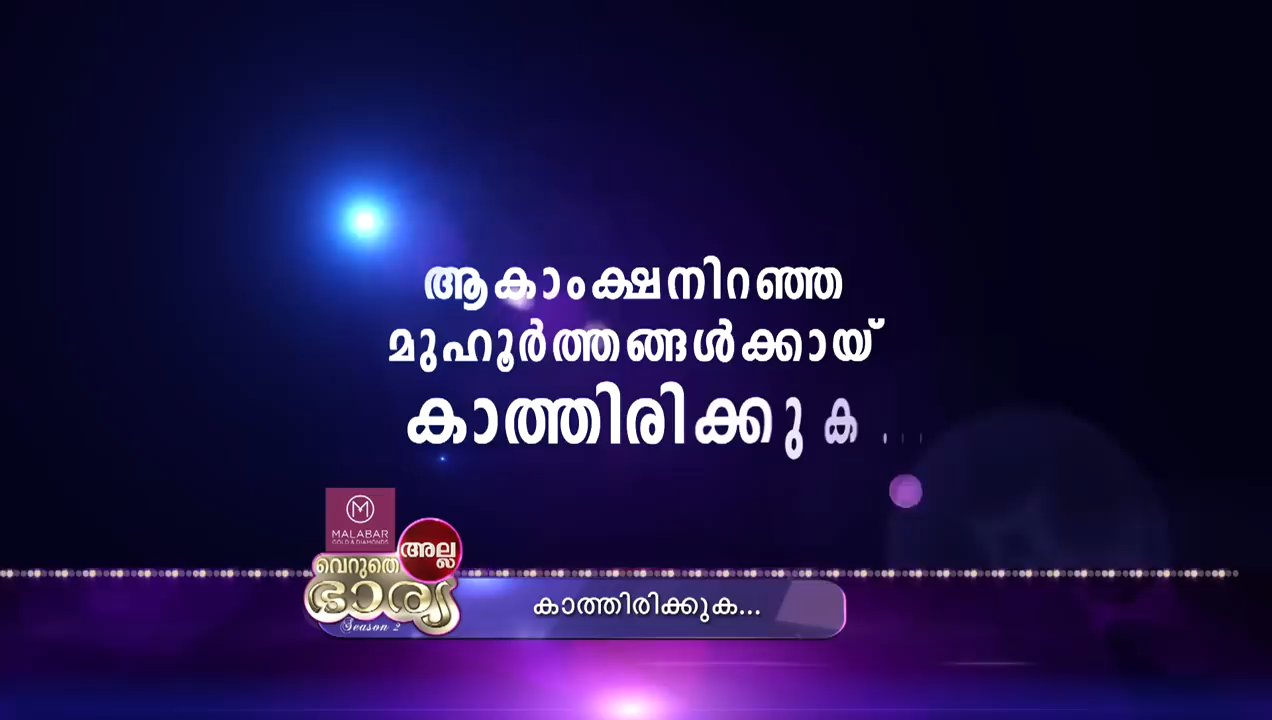 ആകാംക്ഷനിറഞ്ഞ
മുഹൂർത്തങ്ങൾക്കായ്
കാത്തിരിക്കുക...
MALABAR
GOLD & DIAMONDS
വെറുതെ അല്ല
ഭാര്യ
Season 2
കാത്തിരിക്കുക...